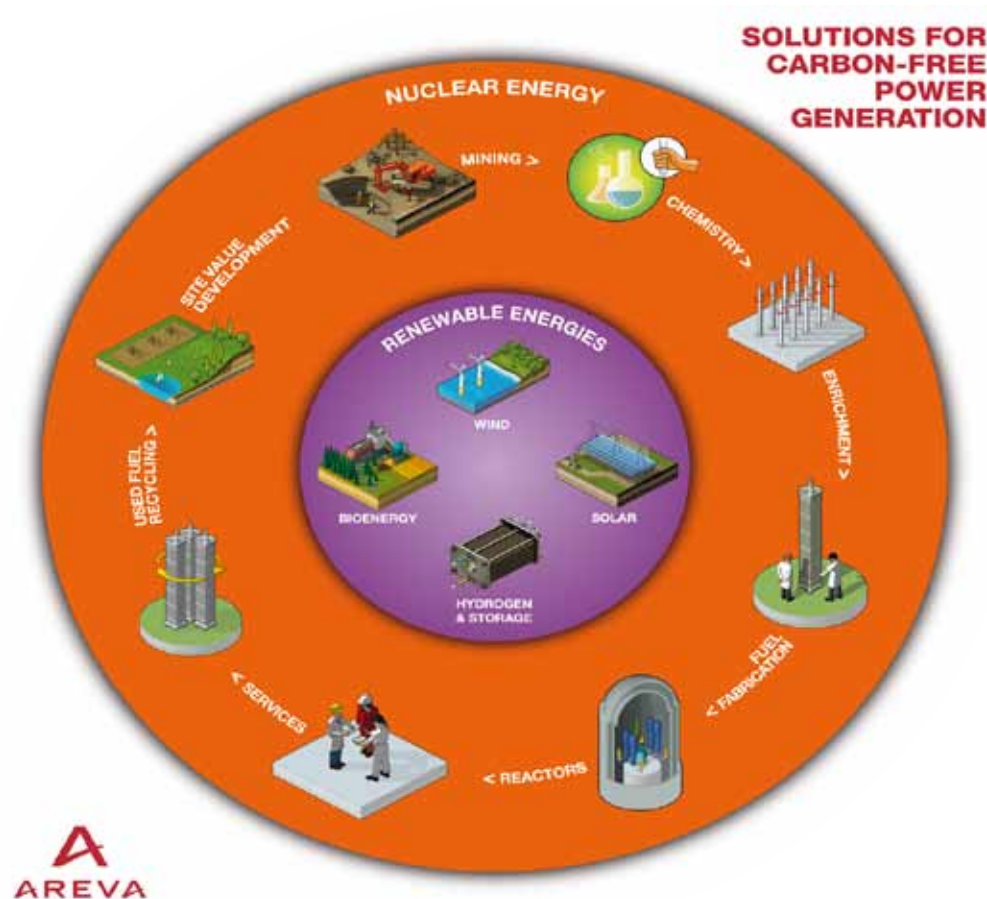 SOLUTIONS FOR
CARBON-FREE
POWER
GENERATION
NUCLEAR ENERGY
MINING >
CHEMISTRY >
ENRICHMENT >
FUEL
< FABRICATION
< REACTORS
< SERVICES
USED FUEL
RECYCLING >
SITE VALUE
DEVELOPMENT
RENEWABLE ENERGIES
WIND
BIOENERGY
SOLAR
HYDROGEN
& STORAGE
A
AREVA